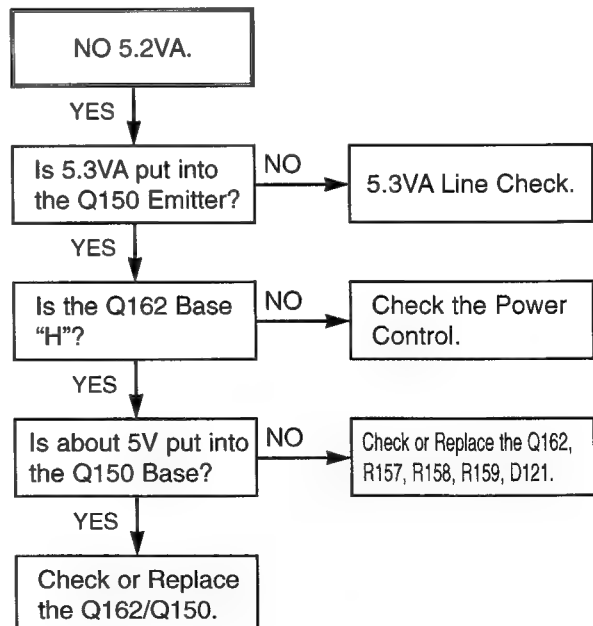 NO 5.2VA.
YES
Is 5.3VA put into
the Q150 Emitter?
NO
5.3VA Line Check.
YES
Is the Q162 Base
“H”?
NO
Check the Power
Control.
YES
Is about 5V put into
the Q150 Base?
NO
Check or Replace the Q162,
R157, R158, R159, D121.
YES
Check or Replace
the Q162/Q150.